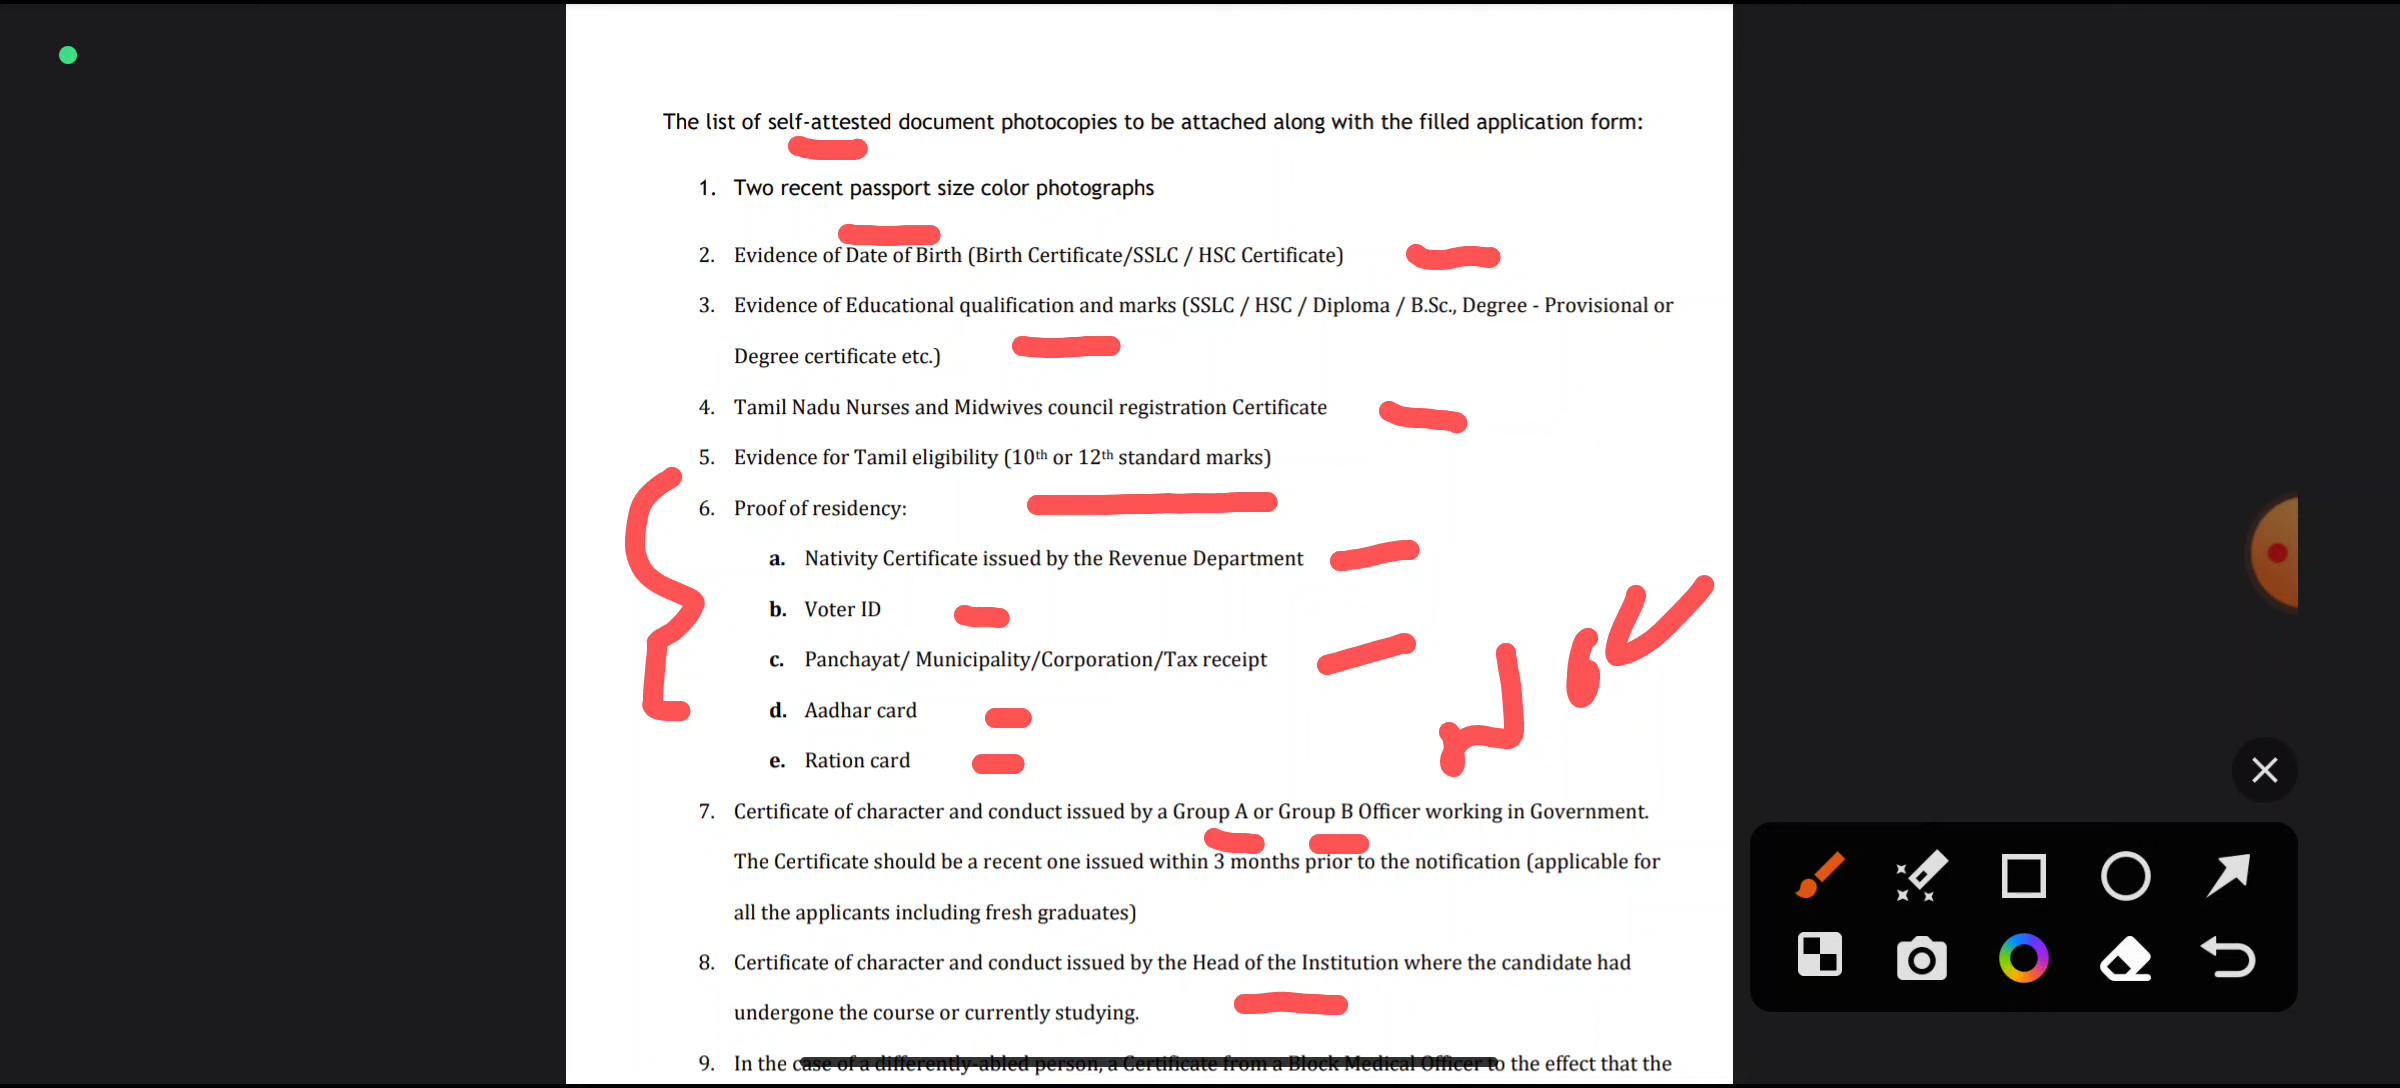 The list of self-attested document photocopies to be attached along with the filled application form:
1. Two recent passport size color photographs
2. Evidence of Date of Birth (Birth Certificate/SSLC / HSC Certificate)
3. Evidence of Educational qualification and marks (SSLC / HSC / Diploma / B.Sc., Degree - Provisional or
Degree certificate etc.)
4. Tamil Nadu Nurses and Midwives council registration Certificate
5. Evidence for Tamil eligibility (10th or 12th standard marks)
6. Proof of residency:
a. Nativity Certificate issued by the Revenue Department
b. Voter ID
c. Panchayat/ Municipality/Corporation/Tax receipt
d. Aadhar card
e. Ration card
7. Certificate of character and conduct issued by a Group A or Group B Officer working in Government.
The Certificate should be a recent one issued within 3 months prior to the notification (applicable for
all the applicants including fresh graduates)
8. Certificate of character and conduct issued by the Head of the Institution where the candidate had
undergone the course or currently studying.
9. In the case of a differently-abled person, a Certificate from a Block Medical Officer to the effect that the